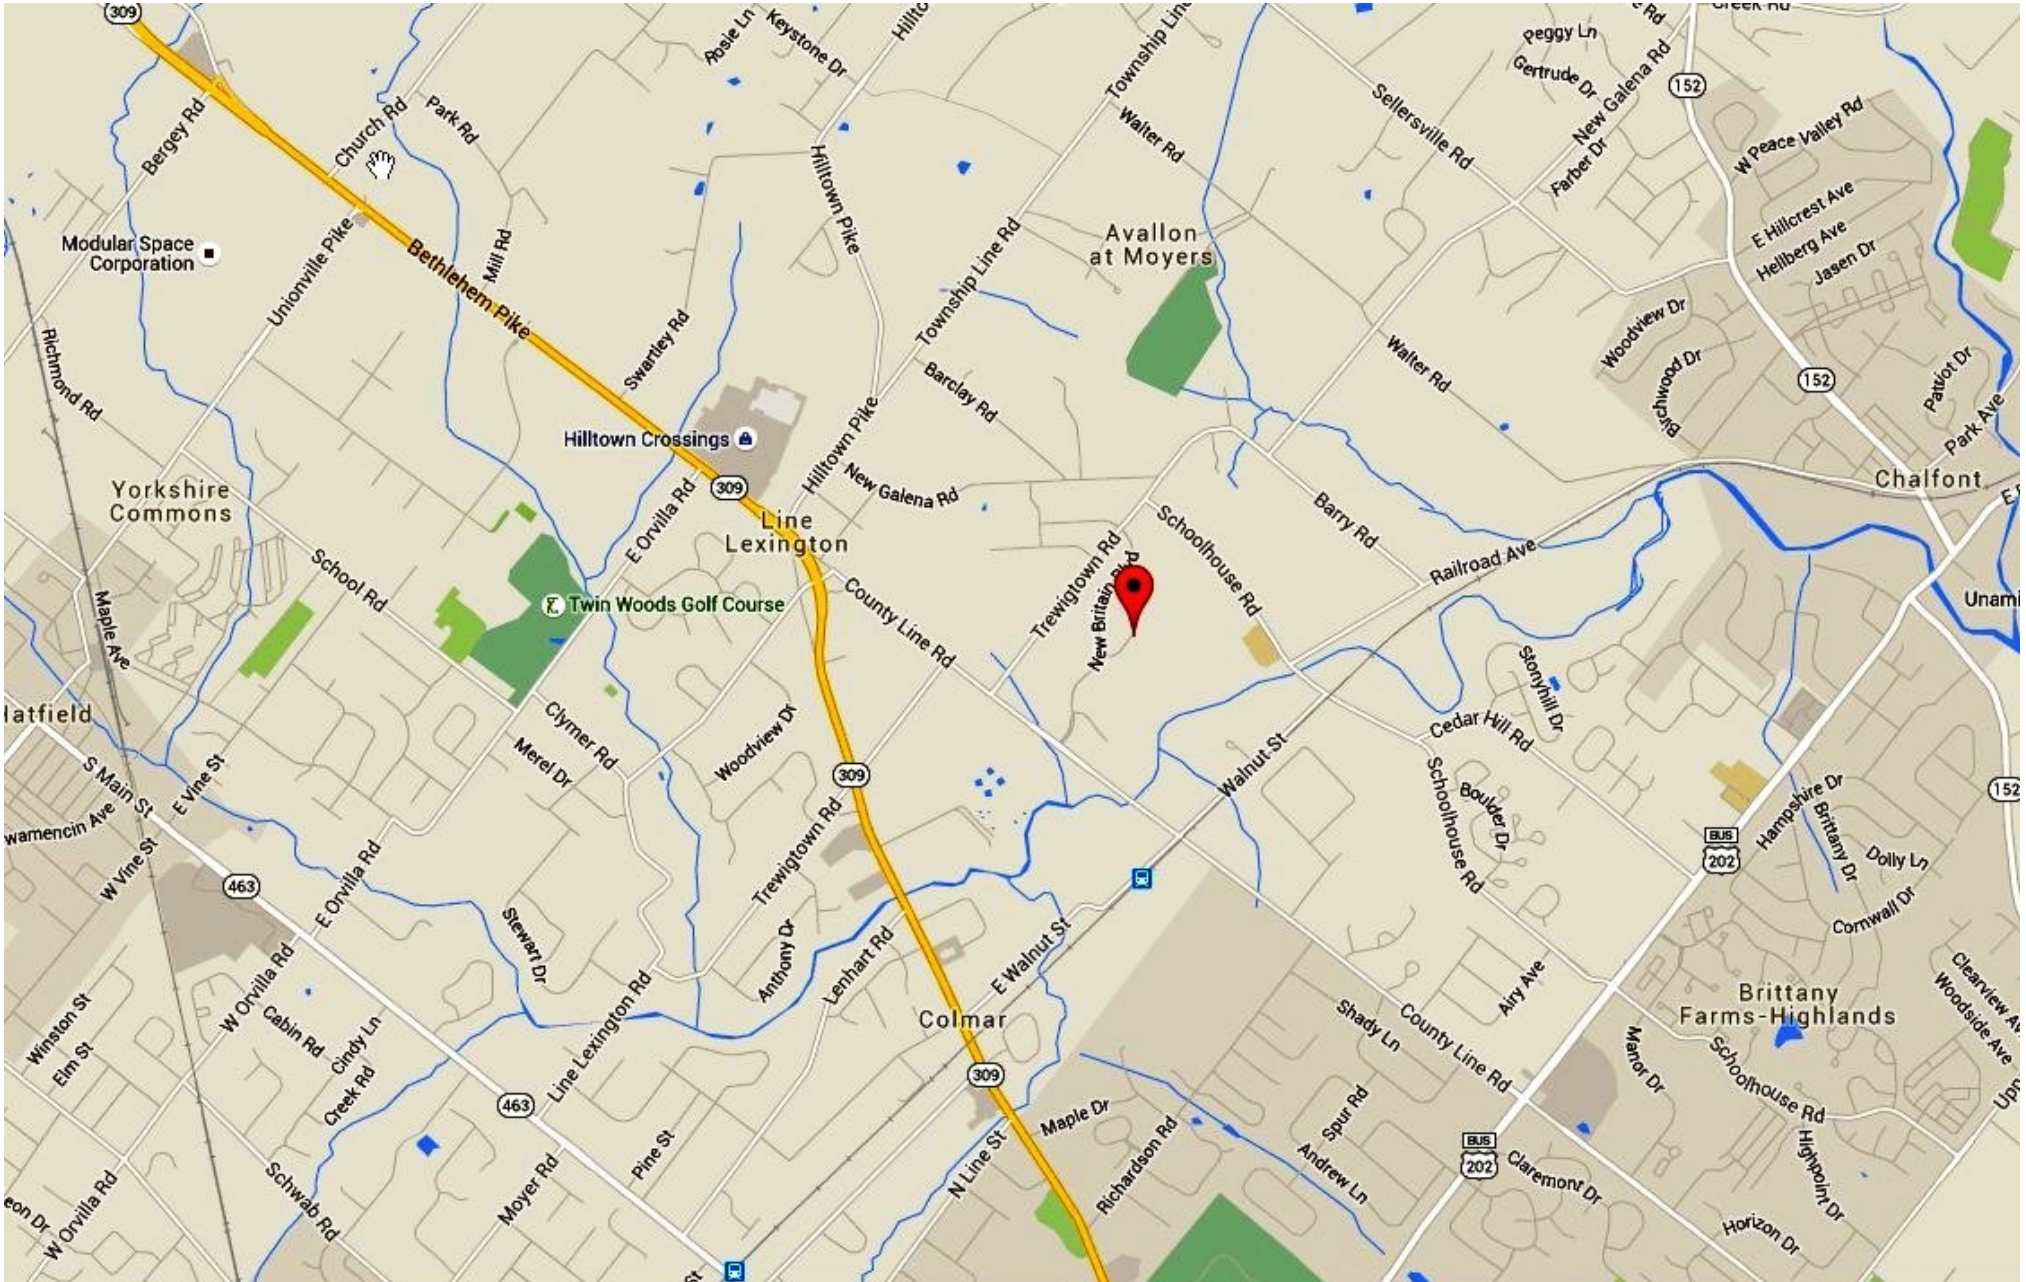 309
Rosie Ln
Keystone Dr
Hillto
Township Line
Peggy Ln
Gertrude Dr
New Galena Rd
e Rd
Creek Rd
152
Bergey Rd
Church Rd
Park Rd
Hilltown Pike
Walter Rd
Sellersville Rd
Farber Dr
W Peace Valley Rd
E Hillcrest Ave
Hellberg Ave
Jasen Dr
Modular Space
Corporation
Unionville Pike
Bethlehem Pike
Mill Rd
Township Line Rd
Avallon
at Moyers
Richmond Rd
Swartley Rd
Barclay Rd
Walter Rd
Woodview Dr
Birchwood Dr
152
Patriot Dr
Park Ave
Hilltown Crossings
Hilltown Pike
New Galena Rd
309
Yorkshire
Commons
E Orvilla Rd
Line
Lexington
Barry Rd
Chalfont
School Rd
Twin Woods Golf Course
County Line Rd
Trewigtown Rd
New Britain Blvd
Schoolhouse Rd
Railroad Ave
Unami
Maple Ave
Hatfield
Clymer Rd
Merel Dr
Woodview Dr
309
Walnut St
Cedar Hill Rd
Stonyhill Dr
Schoolhouse Rd
Boulder Dr
152
S Main St
E Vine St
wamencin Ave
W Vine St
463
E Orvilla Rd
Trewigtown Rd
BUS
202
Hampshire Dr
Brittany Dr
Dolly Ln
Cornwall Dr
Stewart Dr
Anthony Dr
Lenhart Rd
E Walnut St
W Orvilla Rd
Line Lexington Rd
Colmar
Airy Ave
Brittany
Farms-Highlands
Clearview Av
Woodside Ave
Winston St
Elm St
Cabin Rd
Cindy Ln
Creek Rd
Shady Ln
County Line Rd
Manor Dr
Schoolhouse Rd
309
463
Maple Dr
Richardson Rd
Spur Rd
Andrew Ln
BUS
202
Claremont Dr
Highpoint Dr
Horizon Dr
Upp
Pine St
Moyer Rd
N Line St
Schwab Rd
W Orvilla Rd
eon Dr
St